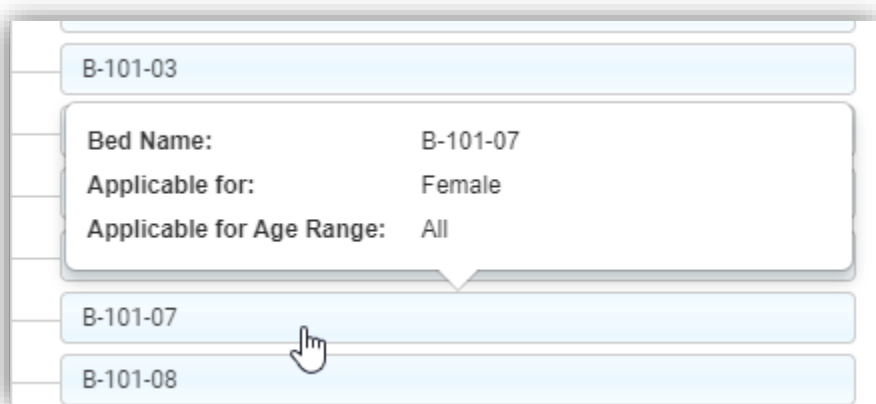 B-101-03
Bed Name: B-101-07
Applicable for: Female
Applicable for Age Range: All
B-101-07
B-101-08